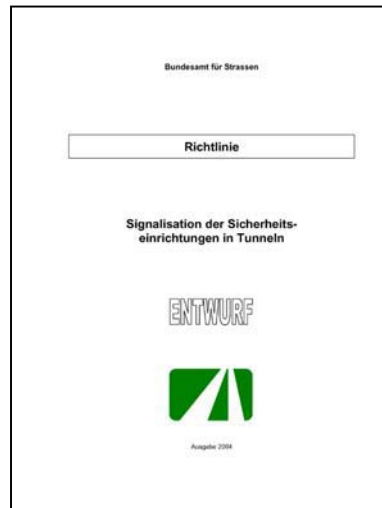 Bundesamt für Strassen
Richtlinie
Signalisation der Sicherheits-
einrichtungen in Tunneln
ENTWURF
Ausgabe 2004